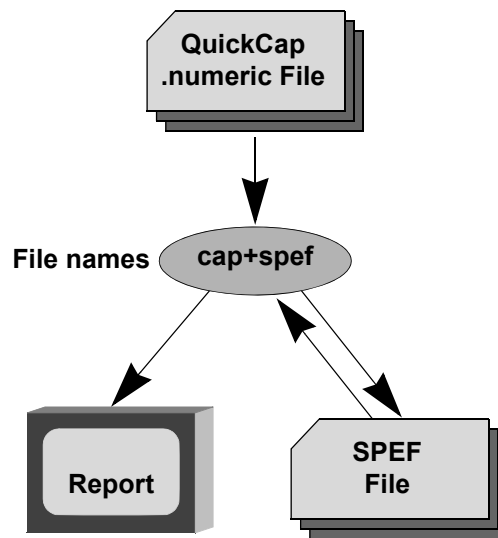 QuickCap
.numeric File
File names
cap+spef
Report
SPEF
File